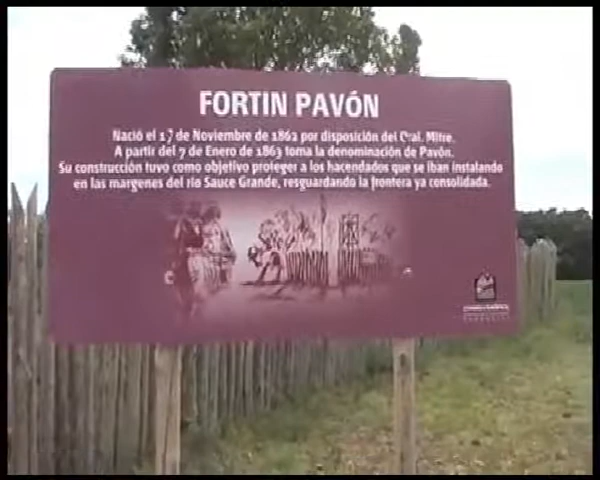 FORTIN PAVÓN
Nació el 17 de Noviembre de 1862 por disposición del Gral. Mitre.
A partir del 7 de Enero de 1863 toma la denominación de Pavón.
Su construcción tuvo como objetivo proteger a los hacendados que se iban instalando
en las margenes del río Sauce Grande, resguardando la frontera ya consolidada.